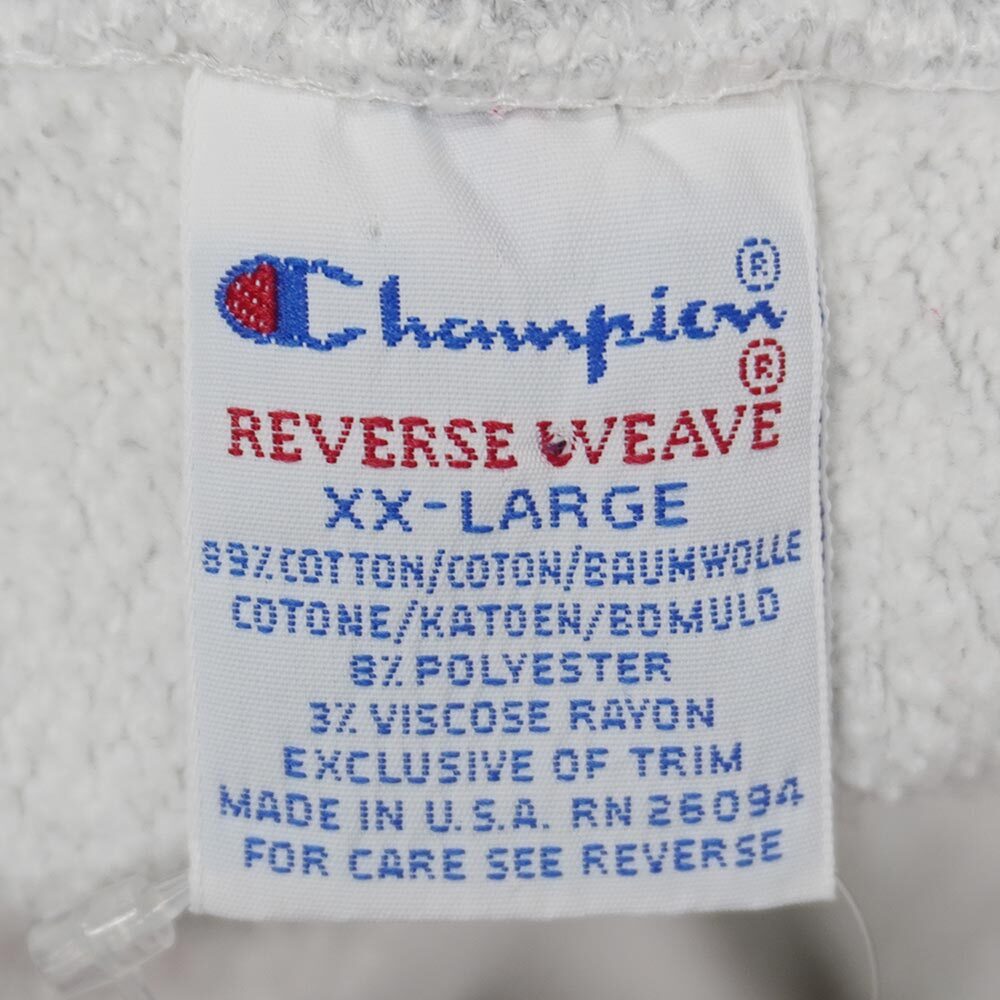 Champion®
REVERSE WEAVE®
XX-LARGE
89% COTTON/COTON/BAUMWOLLE
COTONE/KATOEN/BOMULD
8% POLYESTER
3% VISCOSE RAYON
EXCLUSIVE OF TRIM
MADE IN U.S.A. RN 26094
FOR CARE SEE REVERSE